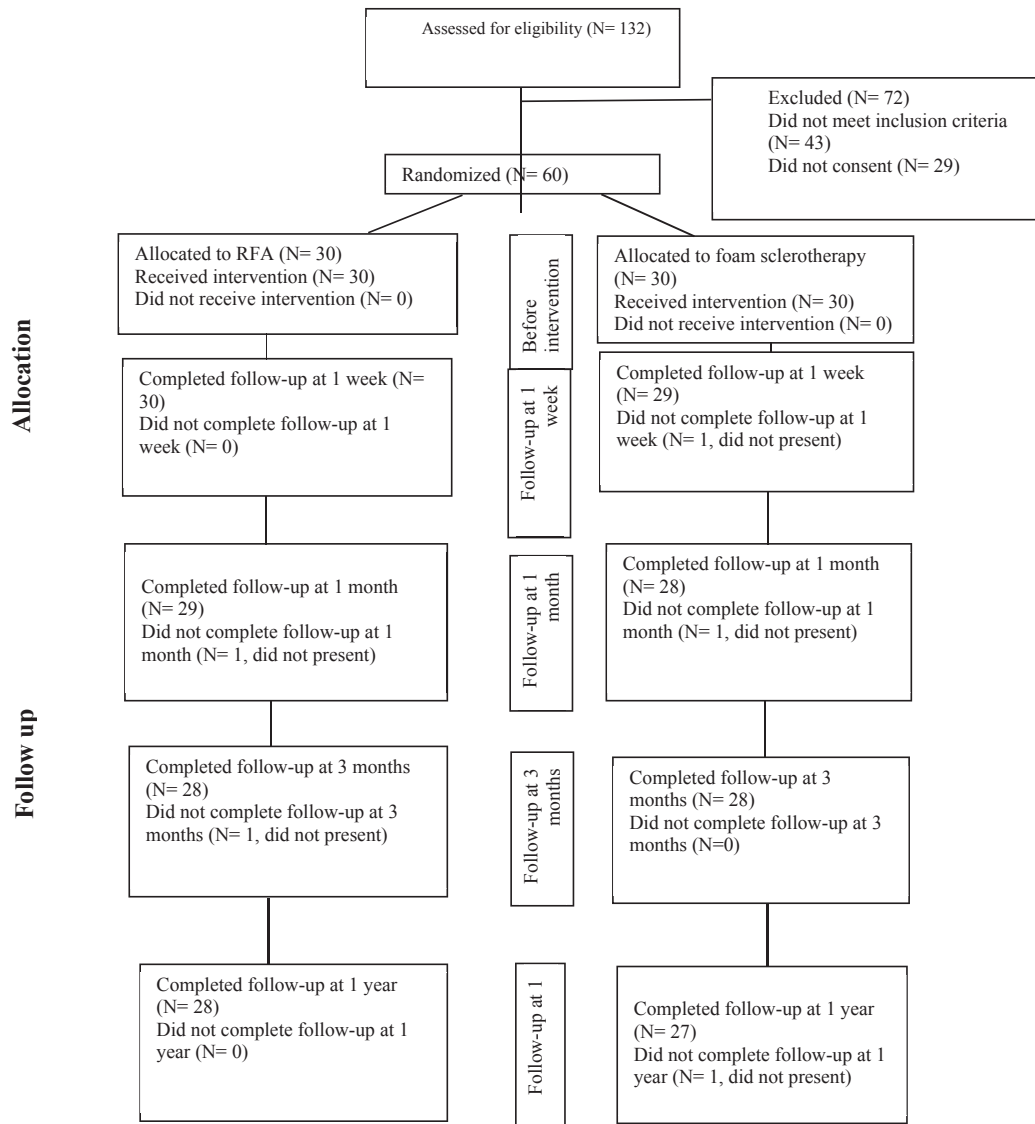 Assessed for eligibility (N= 132)
Excluded (N= 72)
Did not meet inclusion criteria
(N= 43)
Did not consent (N= 29)
Randomized (N= 60)
Allocation
Allocated to RFA (N= 30)
Received intervention (N= 30)
Did not receive intervention (N= 0)
Before
intervention
Allocated to foam sclerotherapy
(N= 30)
Received intervention (N= 30)
Did not receive intervention (N= 0)
Completed follow-up at 1 week (N=
30)
Did not complete follow-up at 1
week (N= 0)
Follow-up at 1
week
Completed follow-up at 1 week
(N= 29)
Did not complete follow-up at 1
week (N= 1, did not present)
Follow up
Completed follow-up at 1 month
(N= 29)
Did not complete follow-up at 1
month (N= 1, did not present)
Follow-up at 1
month
Completed follow-up at 1 month
(N= 28)
Did not complete follow-up at 1
month (N= 1, did not present)
Completed follow-up at 3 months
(N= 28)
Did not complete follow-up at 3
months (N= 1, did not present)
Follow-up at 3
months
Completed follow-up at 3
months (N= 28)
Did not complete follow-up at 3
months (N=0)
Completed follow-up at 1 year
(N= 28)
Did not complete follow-up at 1
year (N= 0)
Follow-up at 1
Completed follow-up at 1 year
(N= 27)
Did not complete follow-up at 1
year (N= 1, did not present)